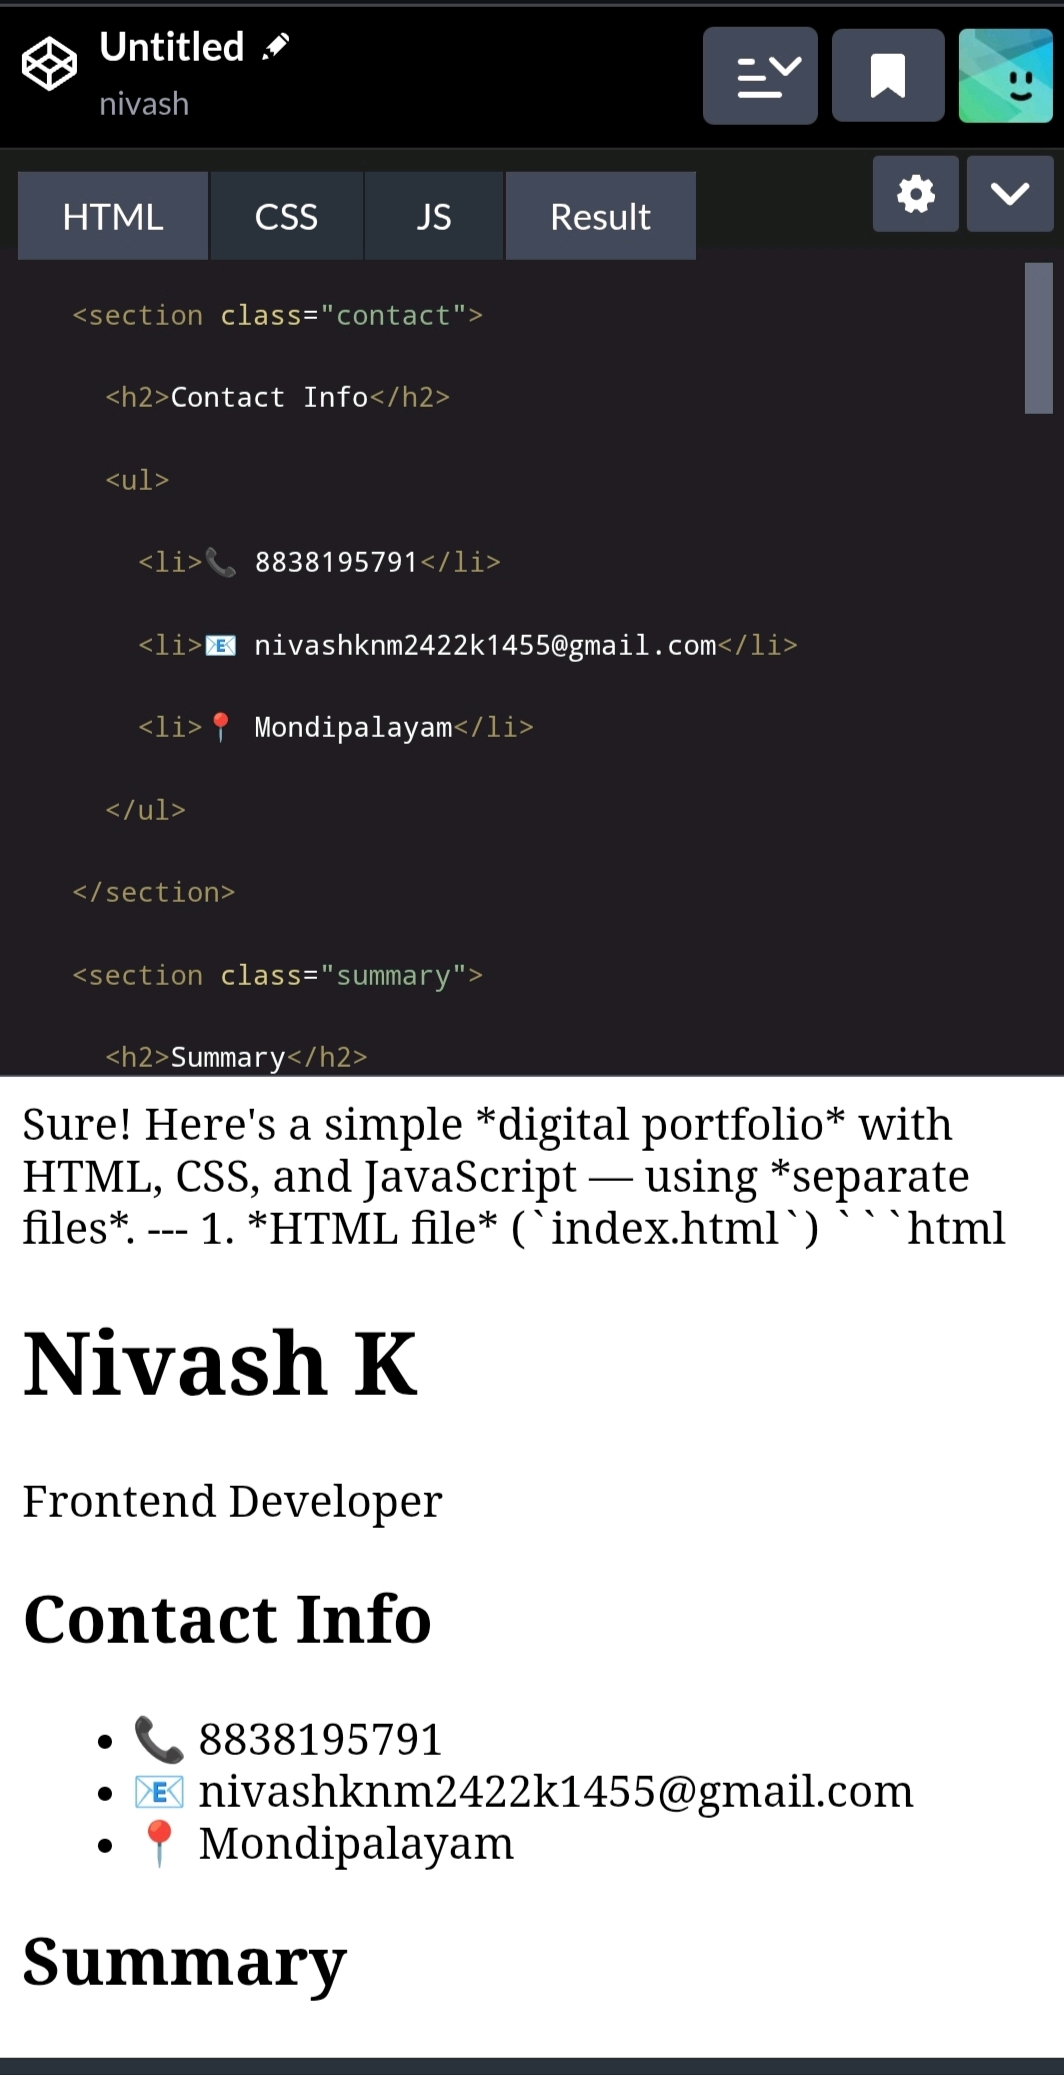 Untitled
nivash
HTML CSS JS Result
<section class="contact">
<h2>Contact Info</h2>
<ul>
<li>📞 8838195791</li>
<li>📧 nivashknm2422k1455@gmail.com</li>
<li>📍 Mondipalayam</li>
</ul>
</section>
<section class="summary">
<h2>Summary</h2>
Sure! Here's a simple *digital portfolio* with
HTML, CSS, and JavaScript — using *separate
files*. --- 1. *HTML file* (`index.html`) ```html
Nivash K
Frontend Developer
Contact Info
• 📞 8838195791
• 📧 nivashknm2422k1455@gmail.com
• 📍 Mondipalayam
Summary